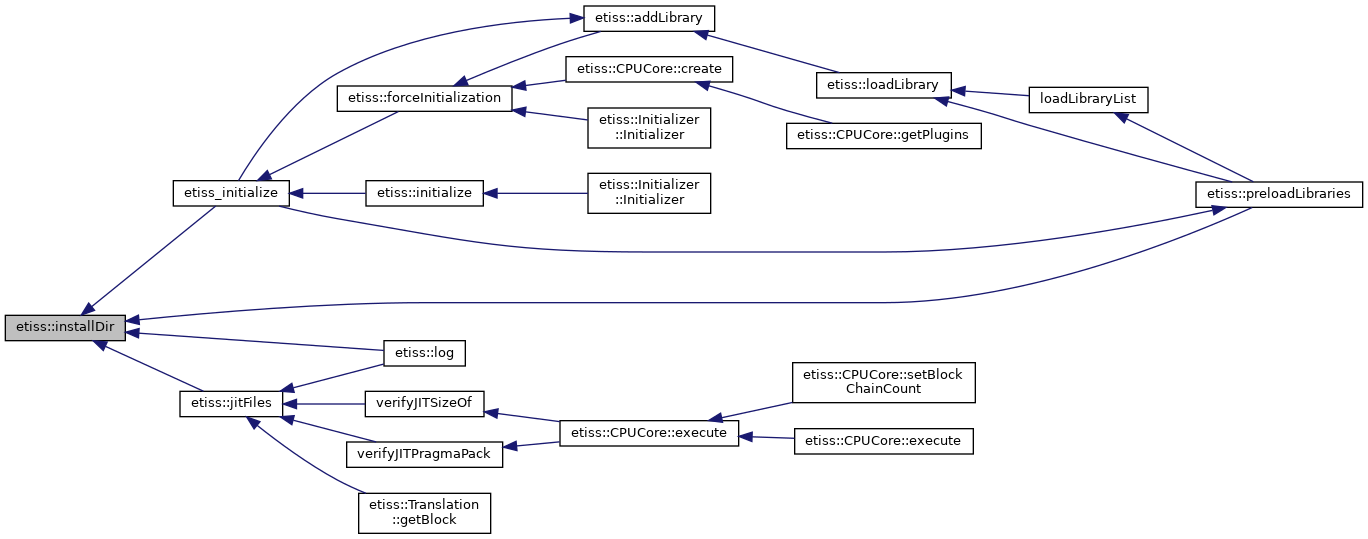 etiss::addLibrary
etiss::CPUCore::create
etiss::loadLibrary
etiss::forceInitialization
loadLibraryList
etiss::Initializer
::Initializer
etiss::CPUCore::getPlugins
etiss_initialize
etiss::initialize
etiss::Initializer
::Initializer
etiss::preloadLibraries
etiss::installDir
etiss::log
etiss::CPUCore::setBlock
ChainCount
etiss::jitFiles
verifyJITSizeOf
etiss::CPUCore::execute
etiss::CPUCore::execute
verifyJITPragmaPack
etiss::Translation
::getBlock